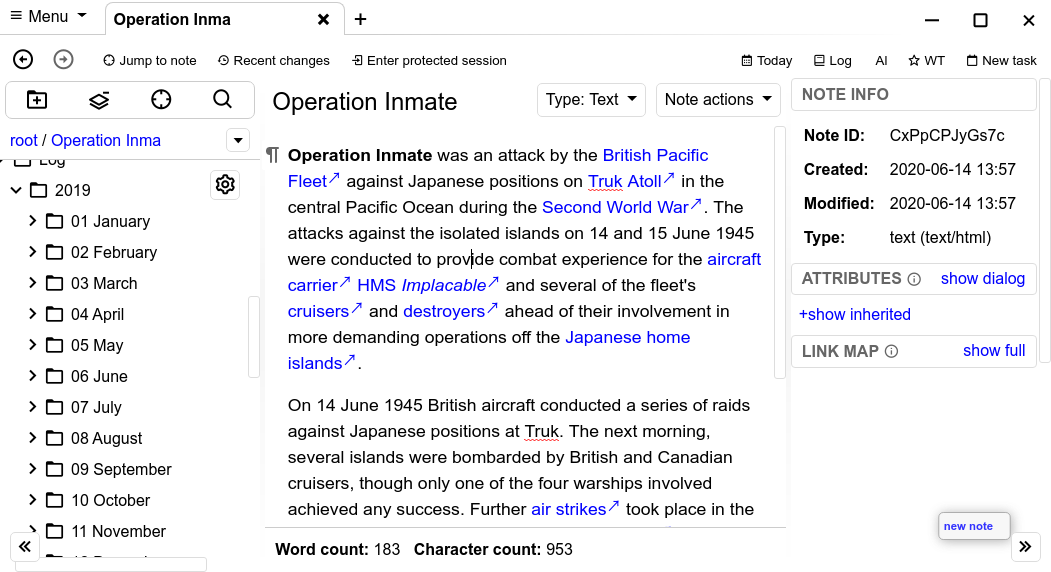 Menu
Operation Inma
Jump to note
Recent changes
Enter protected session
Today
Log
AI
WT
New task
root / Operation Inma
Log
2019
01 January
02 February
03 March
04 April
05 May
06 June
07 July
08 August
09 September
10 October
11 November
Operation Inmate
Type: Text
Note actions
Operation Inmate was an attack by the British Pacific
Fleet against Japanese positions on Truk Atoll in the
central Pacific Ocean during the Second World War. The
attacks against the isolated islands on 14 and 15 June 1945
were conducted to provide combat experience for the aircraft
carrier HMS Implacable and several of the fleet's
cruisers and destroyers ahead of their involvement in
more demanding operations off the Japanese home
islands.
On 14 June 1945 British aircraft conducted a series of raids
against Japanese positions at Truk. The next morning,
several islands were bombarded by British and Canadian
cruisers, though only one of the four warships involved
achieved any success. Further air strikes took place in the
Word count: 183 Character count: 953
NOTE INFO
Note ID: CxPpCPJyGs7c
Created: 2020-06-14 13:57
Modified: 2020-06-14 13:57
Type: text (text/html)
ATTRIBUTES show dialog
+show inherited
LINK MAP show full
new note